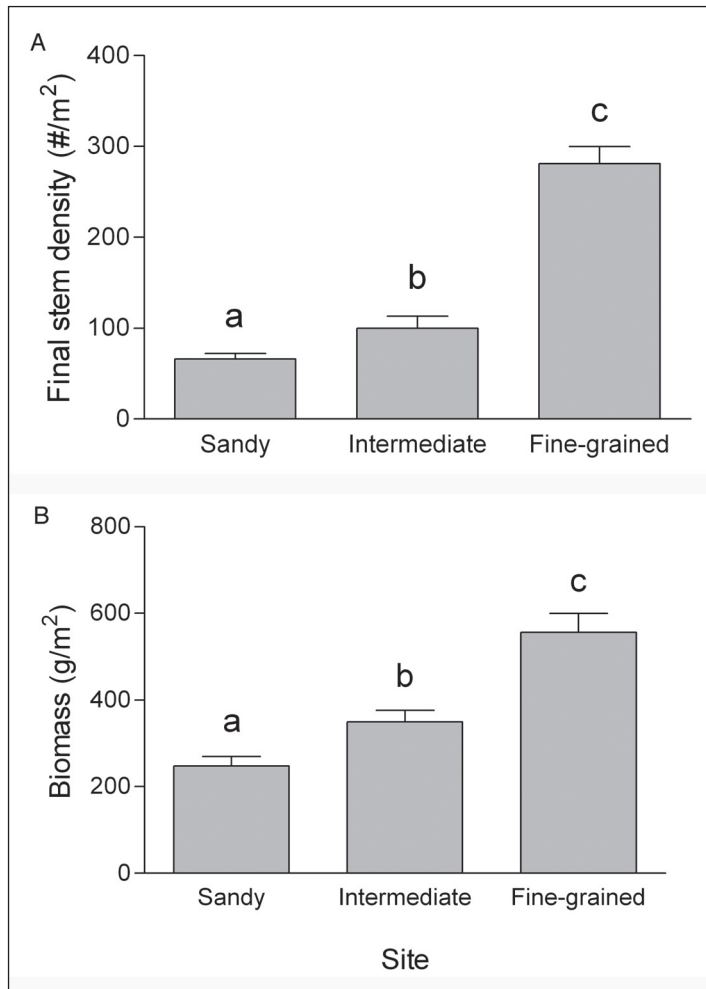 A
Final stem density (#/m²)
400
300
200
100
0
a
b
c
Sandy
Intermediate
Fine-grained
B
Biomass (g/m²)
800
600
400
200
0
a
b
c
Sandy
Intermediate
Fine-grained
Site